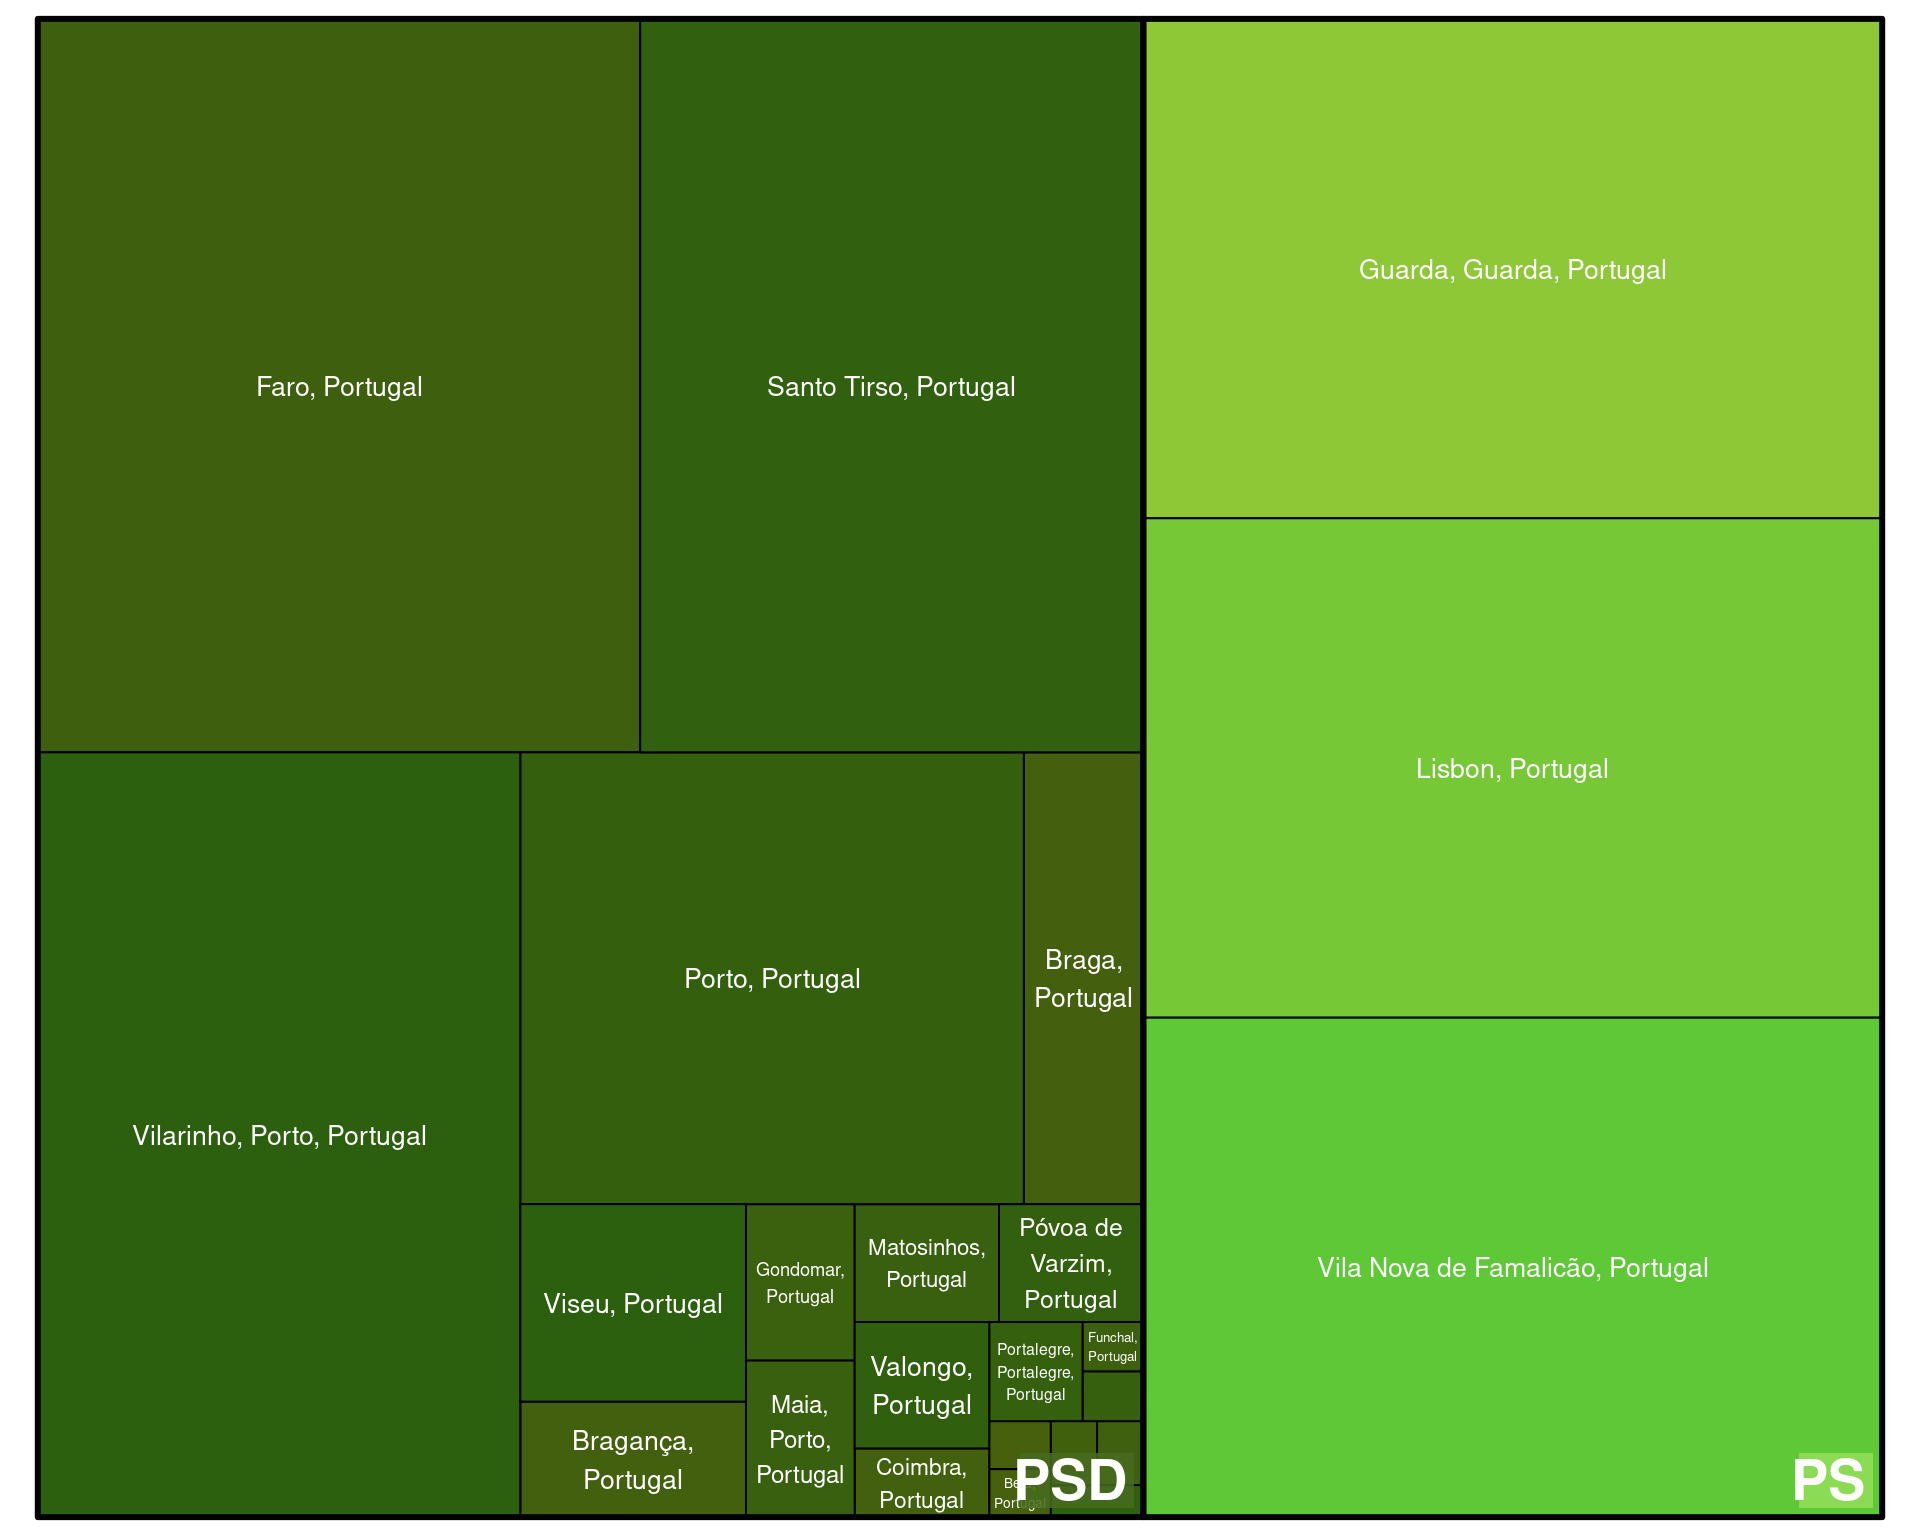 Faro, Portugal
Santo Tirso, Portugal
Guarda, Guarda, Portugal
Lisbon, Portugal
Vilarinho, Porto, Portugal
Porto, Portugal
Braga,
Portugal
Vila Nova de Famalicão, Portugal
Viseu, Portugal
Gondomar,
Portugal
Matosinhos,
Portugal
Póvoa de
Varzim,
Portugal
Bragança,
Portugal
Maia,
Porto,
Portugal
Valongo,
Portugal
Portalegre,
Portalegre,
Portugal
Funchal,
Portugal
Coimbra,
Portugal
Portugal
PSD
PS